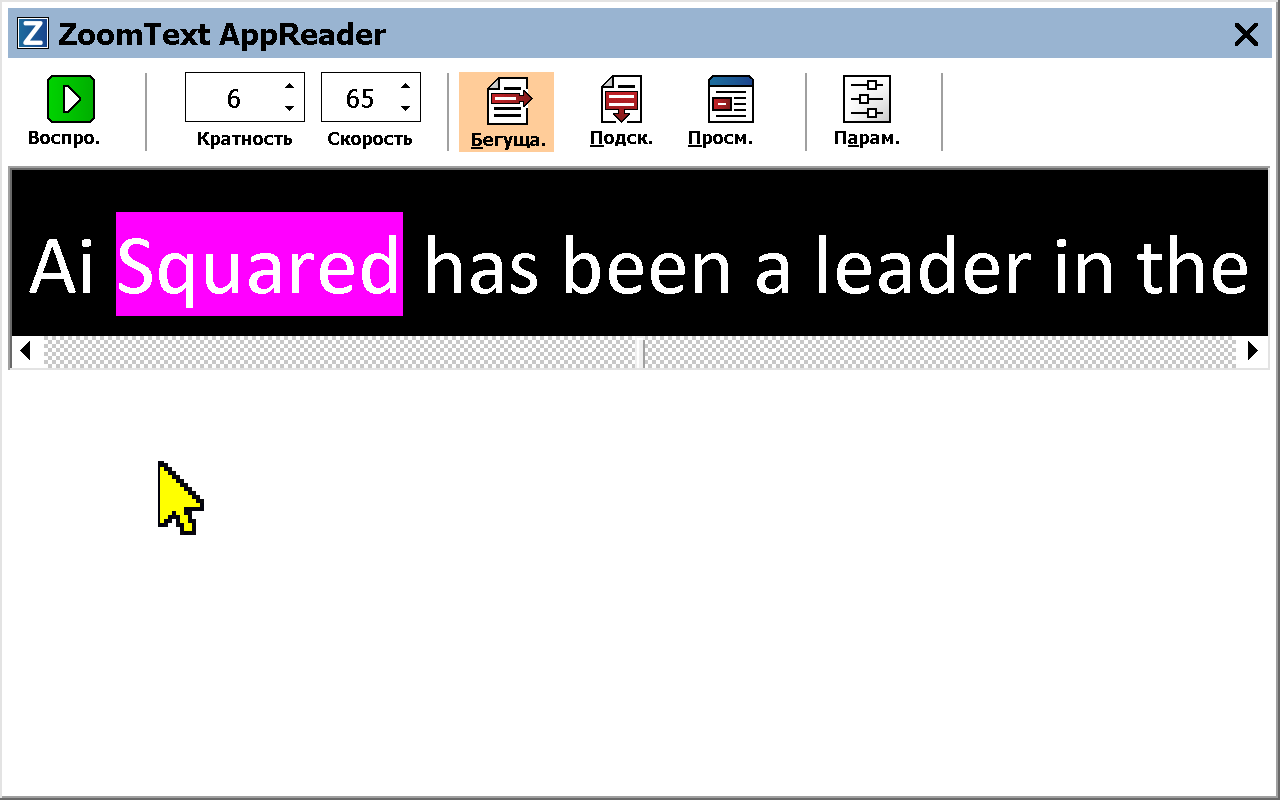 Z ZoomText AppReader
6 65
Воспро. Кратность Скорость Бегуща. Подск. Просм. Парам.
Ai Squared has been a leader in the